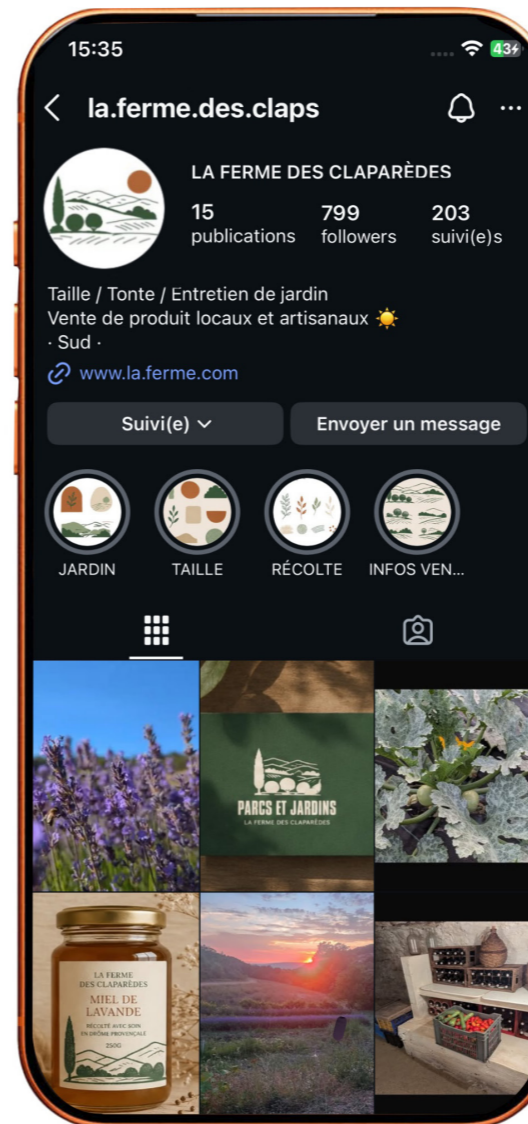 15:35
43
la.ferme.des.claps
LA FERME DES CLAPARÈDES
15 799 203
publications followers suivi(e)s
Taille / Tonte / Entretien de jardin
Vente de produit locaux et artisanaux ☀️
· Sud ·
www.la.ferme.com
Suivi(e) Envoyer un message
JARDIN TAILLE RÉCOLTE INFOS VEN...
PARCS ET JARDINS
LA FERME DES CLAPARÈDES
LA FERME
DES CLAPARÈDES
MIEL DE
LAVANDE
RÉCOLTÉ AVEC SOIN
EN DRÔME PROVENÇALE
250G